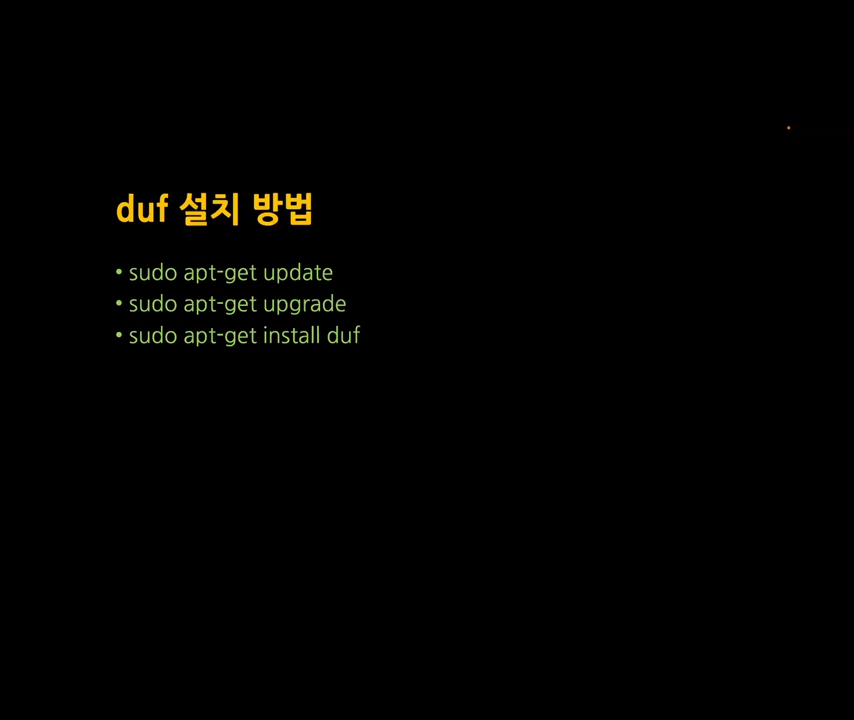 duf 설치 방법
• sudo apt-get update
• sudo apt-get upgrade
• sudo apt-get install duf